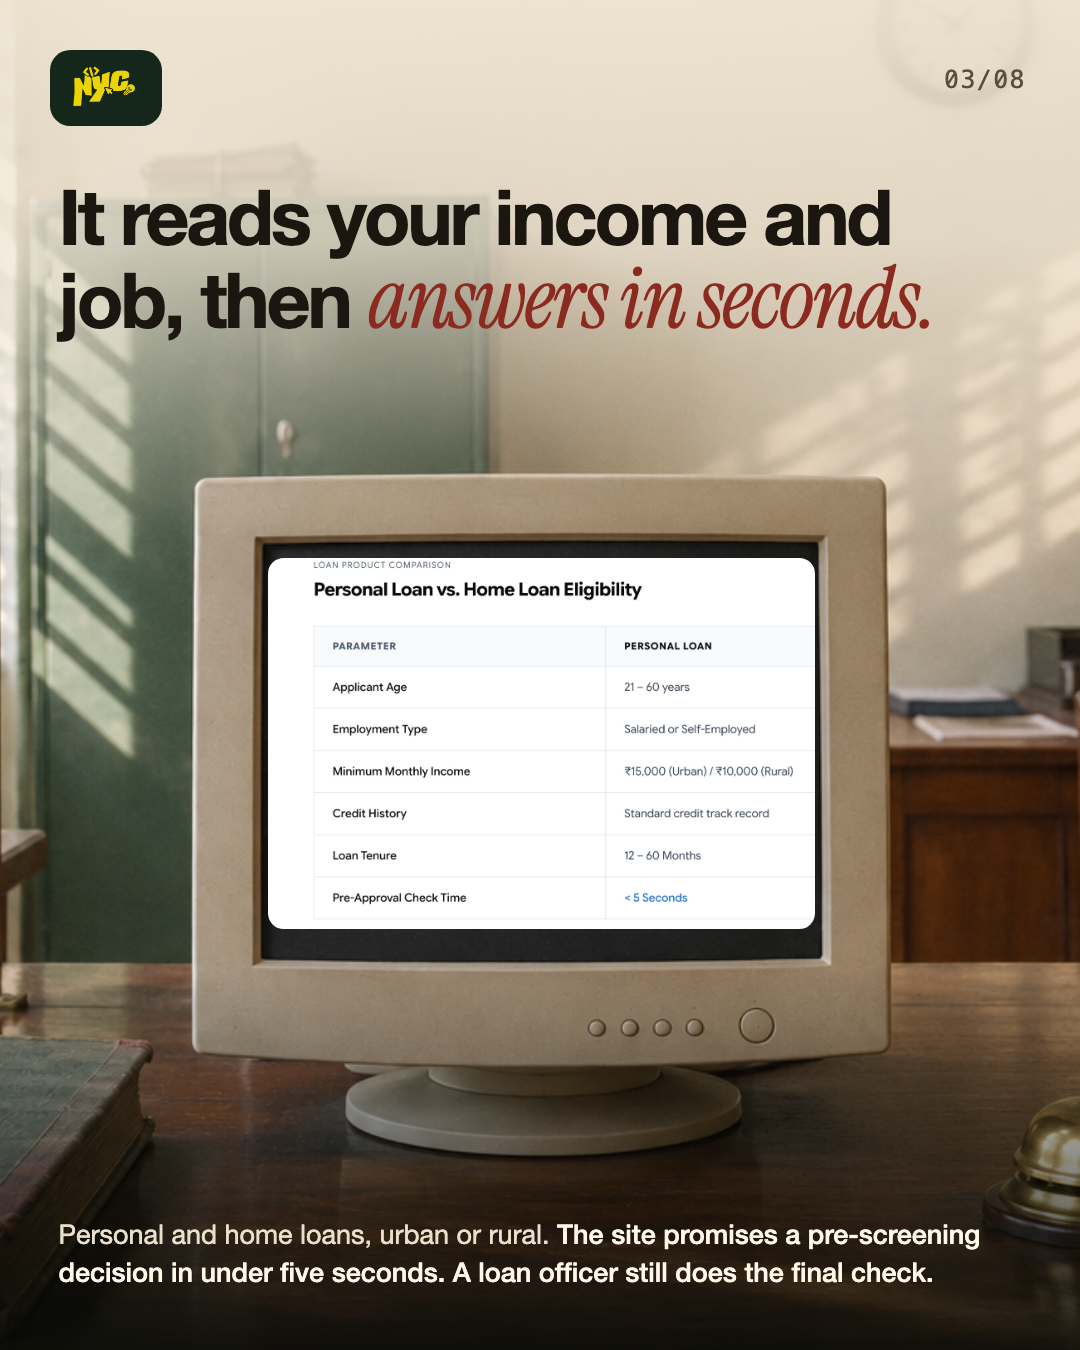 NYC
03/08
It reads your income and
job, then answers in seconds.
LOAN PRODUCT COMPARISON
Personal Loan vs. Home Loan Eligibility
PARAMETER PERSONAL LOAN
Applicant Age 21 – 60 years
Employment Type Salaried or Self-Employed
Minimum Monthly Income ₹15,000 (Urban) / ₹10,000 (Rural)
Credit History Standard credit track record
Loan Tenure 12 – 60 Months
Pre-Approval Check Time < 5 Seconds
Personal and home loans, urban or rural. The site promises a pre-screening
decision in under five seconds. A loan officer still does the final check.